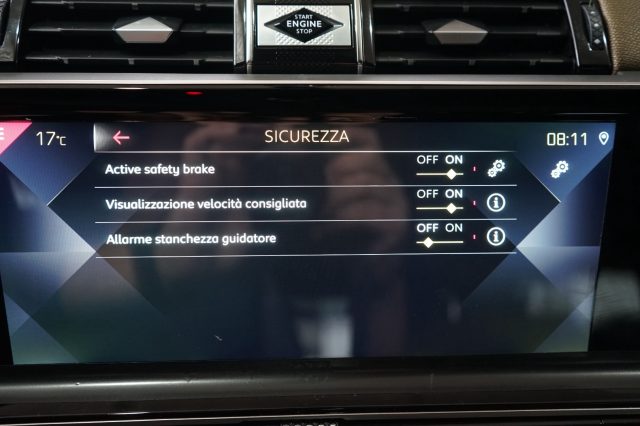 START
ENGINE
STOP
E
17°C
SICUREZZA
08:11
Active safety brake
OFF ON
Visualizzazione velocità consigliata
OFF ON
Allarme stanchezza guidatore
OFF ON